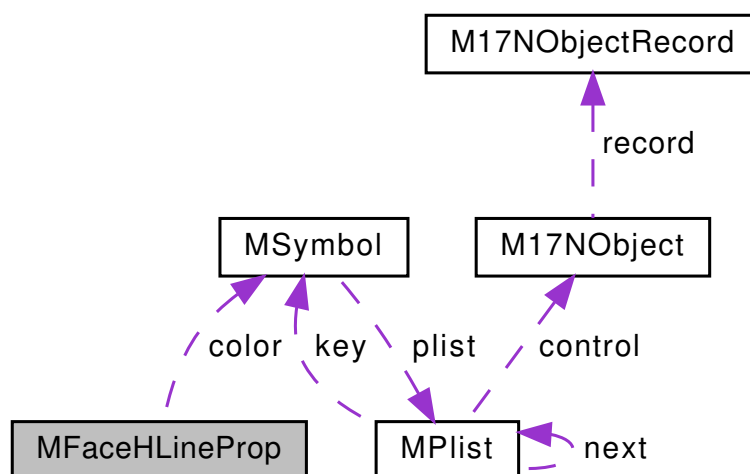 M17NObjectRecord
record
MSymbol
M17NObject
color
key
plist
control
MFaceHLineProp
MPlist
next